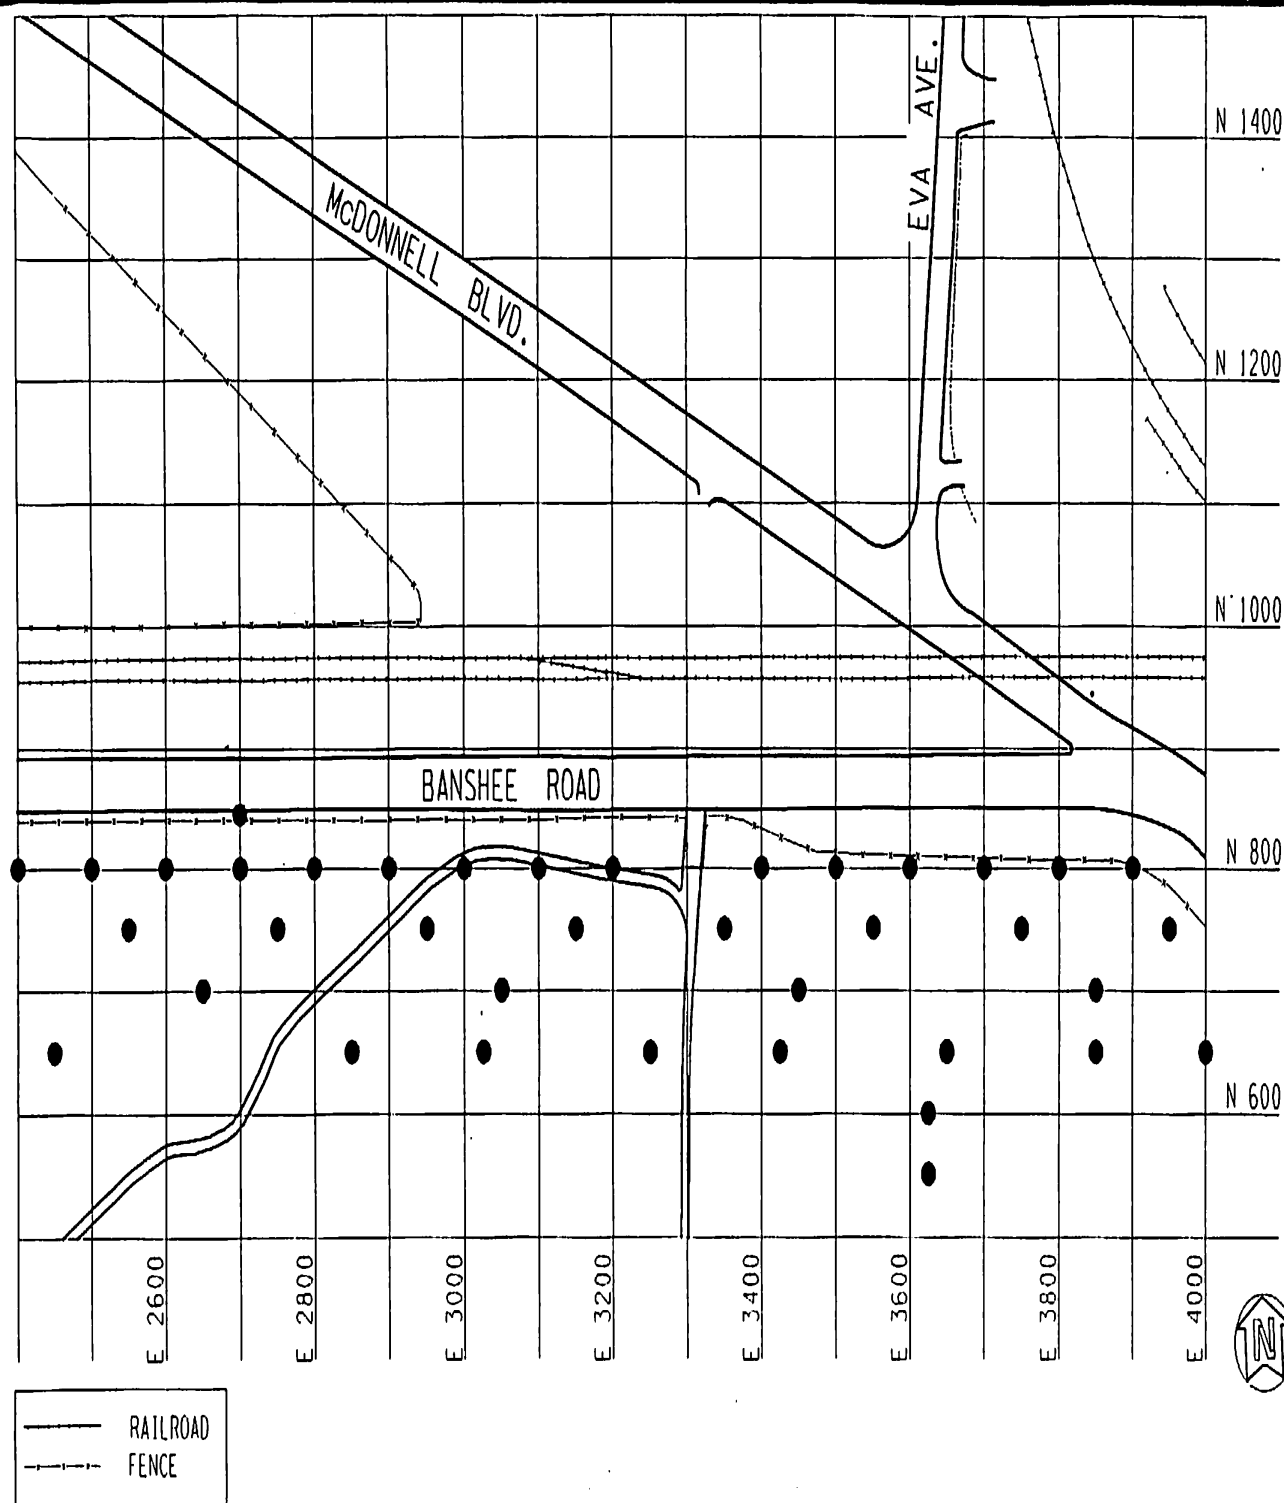 EVA AVE.
N 1400
McDONNELL BLVD.
N 1200
N 1000
BANSHEE ROAD
N 800
N 600
E 2600
E 2800
E 3000
E 3200
E 3400
E 3600
E 3800
E 4000
N
RAILROAD
FENCE